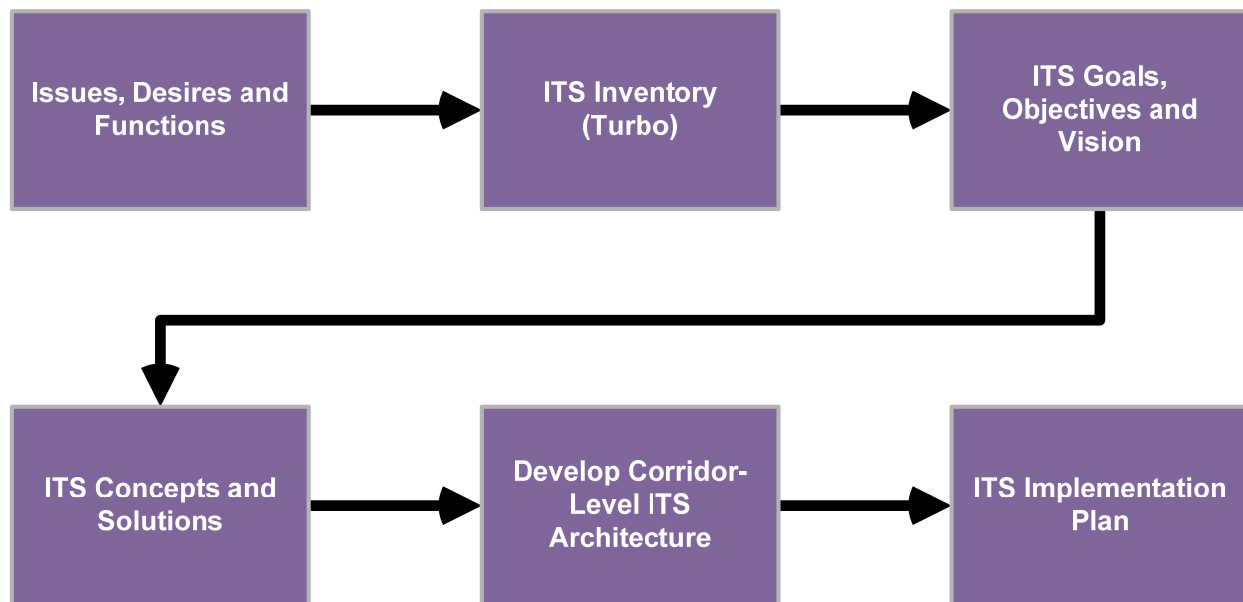 Issues, Desires and
Functions
ITS Inventory
(Turbo)
ITS Goals,
Objectives and
Vision
ITS Concepts and
Solutions
Develop Corridor-
Level ITS
Architecture
ITS Implementation
Plan